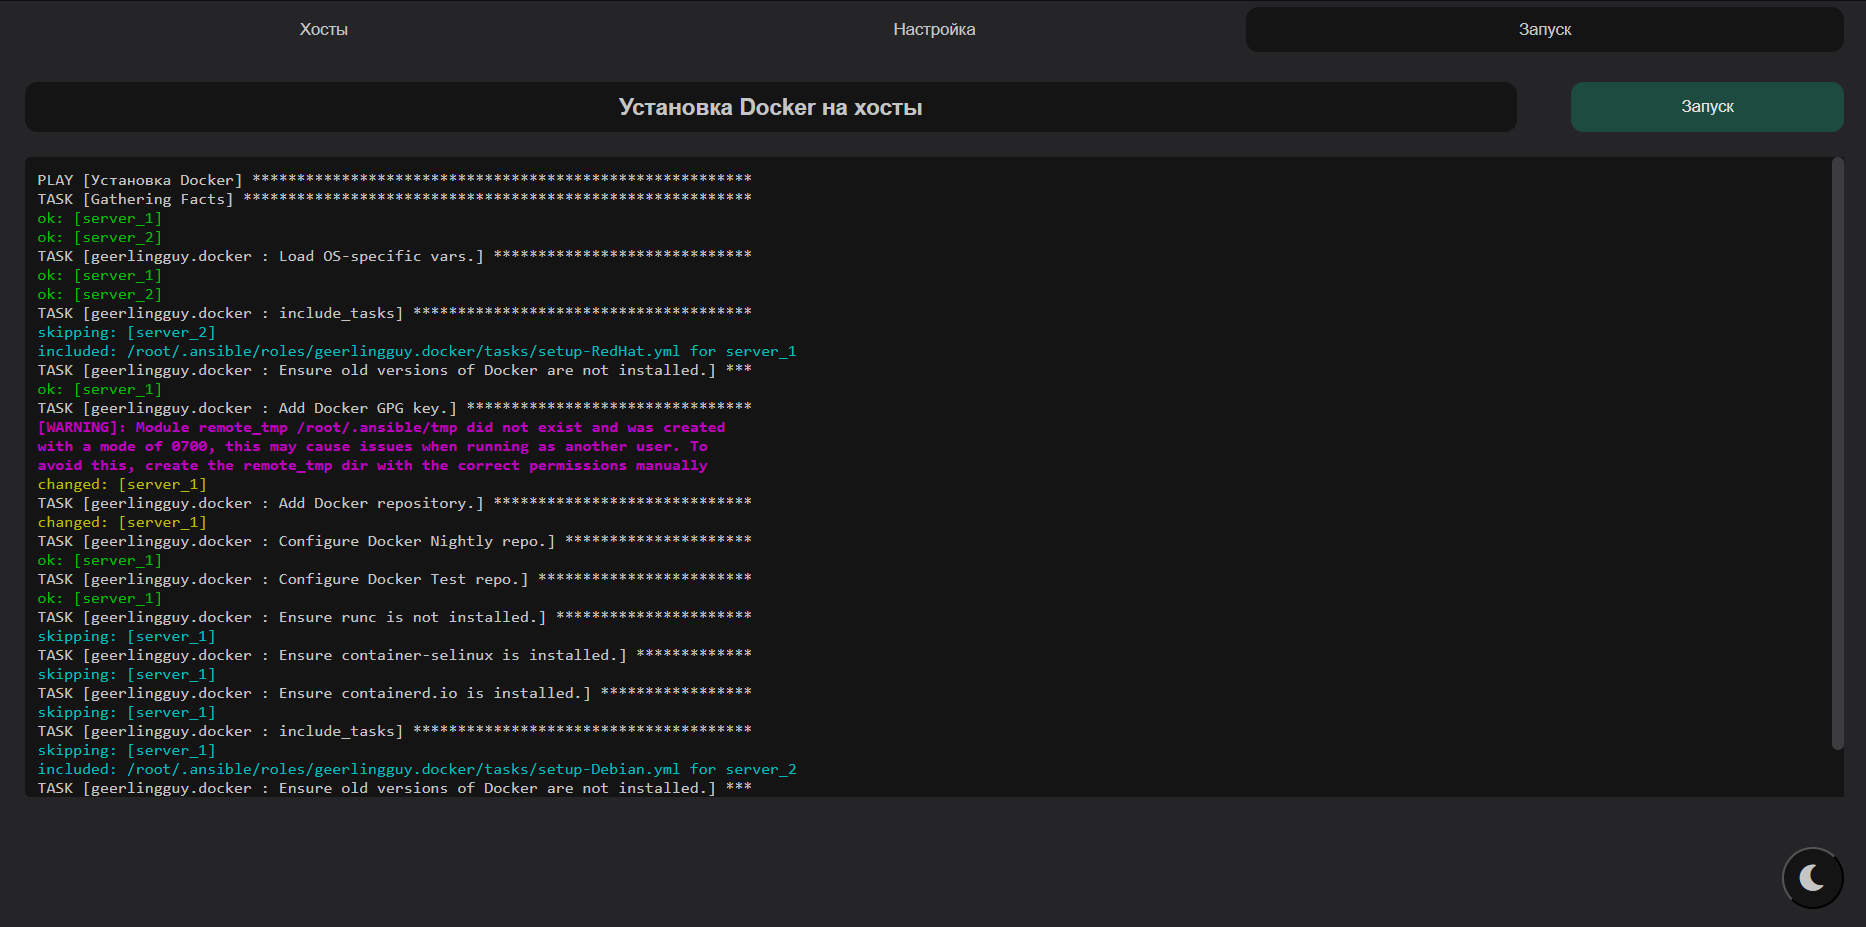 Хосты
Настройка
Запуск
Установка Docker на хосты
Запуск
PLAY [Установка Docker] ********************************************************
TASK [Gathering Facts] *********************************************************
ok: [server_1]
ok: [server_2]
TASK [geerlingguy.docker : Load OS-specific vars.] *****************************
ok: [server_1]
ok: [server_2]
TASK [geerlingguy.docker : include_tasks] **************************************
skipping: [server_2]
included: /root/.ansible/roles/geerlingguy.docker/tasks/setup-RedHat.yml for server_1
TASK [geerlingguy.docker : Ensure old versions of Docker are not installed.] ***
ok: [server_1]
TASK [geerlingguy.docker : Add Docker GPG key.] ********************************
[WARNING]: Module remote_tmp /root/.ansible/tmp did not exist and was created
with a mode of 0700, this may cause issues when running as another user. To
avoid this, create the remote_tmp dir with the correct permissions manually
changed: [server_1]
TASK [geerlingguy.docker : Add Docker repository.] *****************************
changed: [server_1]
TASK [geerlingguy.docker : Configure Docker Nightly repo.] *********************
ok: [server_1]
TASK [geerlingguy.docker : Configure Docker Test repo.] ************************
ok: [server_1]
TASK [geerlingguy.docker : Ensure runc is not installed.] **********************
skipping: [server_1]
TASK [geerlingguy.docker : Ensure container-selinux is installed.] *************
skipping: [server_1]
TASK [geerlingguy.docker : Ensure containerd.io is installed.] *****************
skipping: [server_1]
TASK [geerlingguy.docker : include_tasks] **************************************
skipping: [server_1]
included: /root/.ansible/roles/geerlingguy.docker/tasks/setup-Debian.yml for server_2
TASK [geerlingguy.docker : Ensure old versions of Docker are not installed.] ***